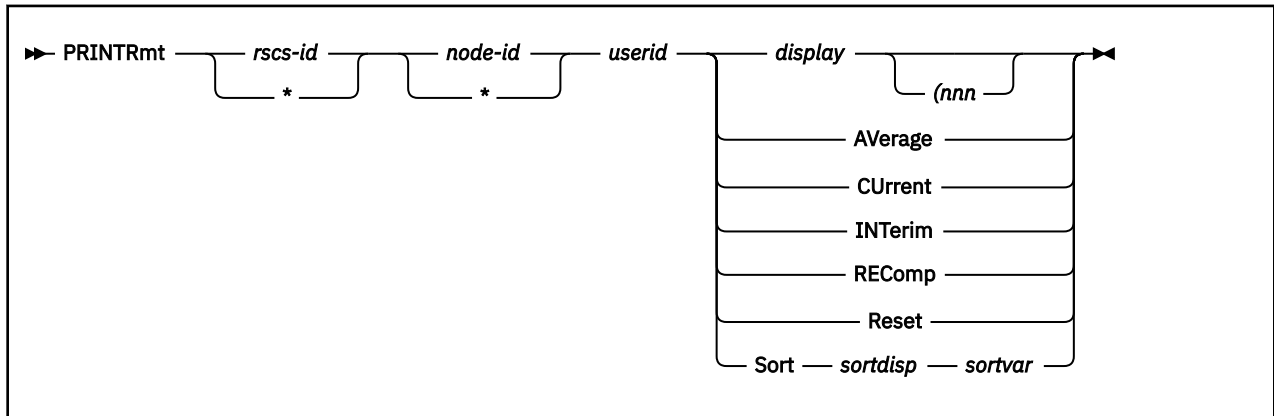 PRINTRmt rscs-id node-id userid display
* * (nnn
AVerage
CUrrent
INTerim
REComp
Reset
Sort sortdisp sortvar